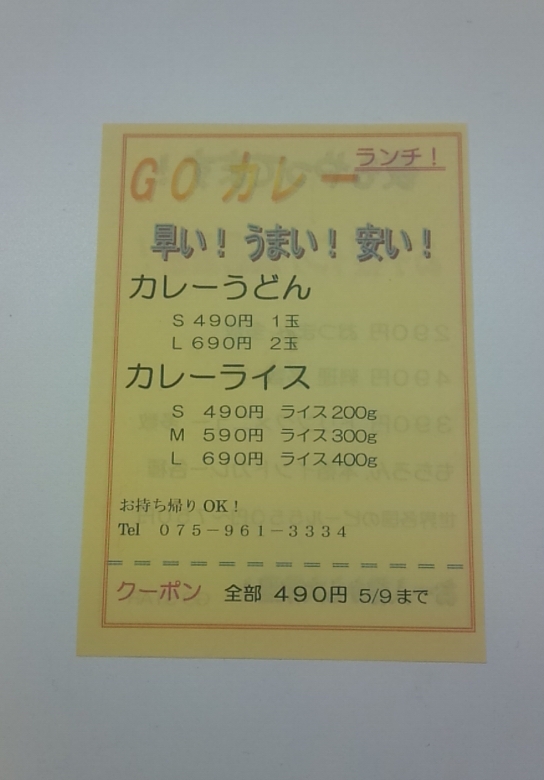 GO カレー ランチ！
早い！ うまい！ 安い！
カレーうどん
S 490円 1玉
L 690円 2玉
カレーライス
S 490円 ライス200g
M 590円 ライス300g
L 690円 ライス400g
お持ち帰り OK！
Tel 075－961－3334
クーポン 全部 490円 5/9まで